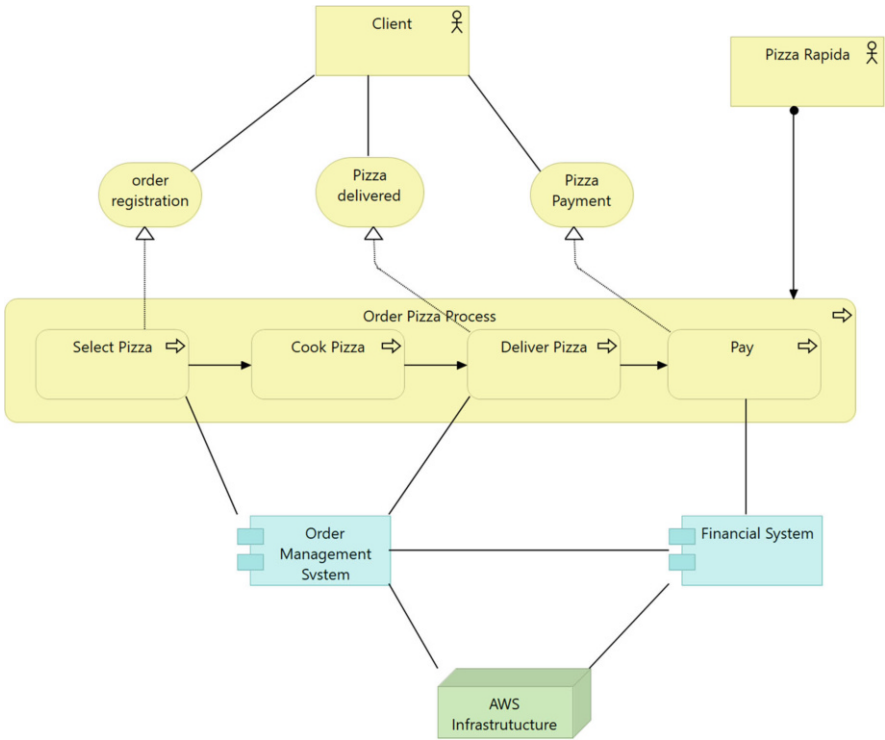 Client
Pizza Rapida
order
registration
Pizza
delivered
Pizza
Payment
Order Pizza Process
Select Pizza
Cook Pizza
Deliver Pizza
Pay
Order
Management
System
Financial System
AWS
Infrastrutucture